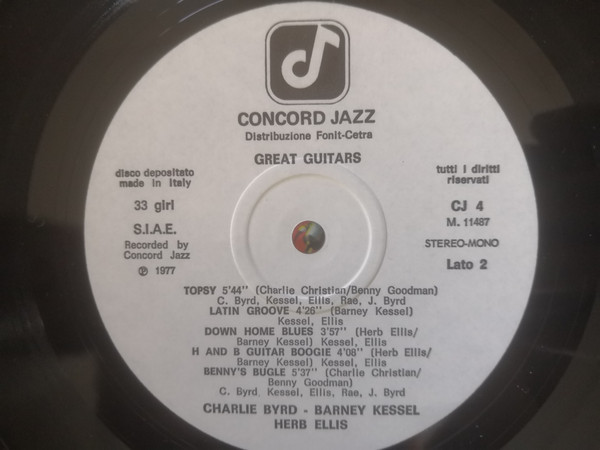 CONCORD JAZZ
Distribuzione Fonit-Cetra
GREAT GUITARS
disco depositato
made in Italy
33 giri
S.I.A.E.
Recorded by
Concord Jazz
℗ 1977
tutti i diritti
riservati
CJ 4
M. 11487
STEREO-MONO
Lato 2
TOPSY 5'44" (Charlie Christian/Benny Goodman)
C. Byrd, Kessel, Ellis, Rae, J. Byrd
LATIN GROOVE 4'26" (Barney Kessel)
Kessel, Ellis
DOWN HOME BLUES 3'57" (Herb Ellis/
Barney Kessel) Kessel, Ellis
H AND B GUITAR BOOGIE 4'08" (Herb Ellis/
Barney Kessel) Kessel, Ellis
BENNY'S BUGLE 5'37" (Charlie Christian/
Benny Goodman)
C. Byrd, Kessel, Ellis, Rae, J. Byrd
CHARLIE BYRD - BARNEY KESSEL
HERB ELLIS